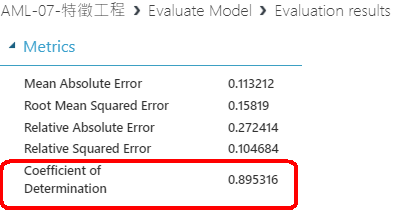 AML-07-特徵工程 ❯ Evaluate Model ❯ Evaluation results
Metrics
Mean Absolute Error 0.113212
Root Mean Squared Error 0.15819
Relative Absolute Error 0.272414
Relative Squared Error 0.104684
Coefficient of
Determination 0.895316